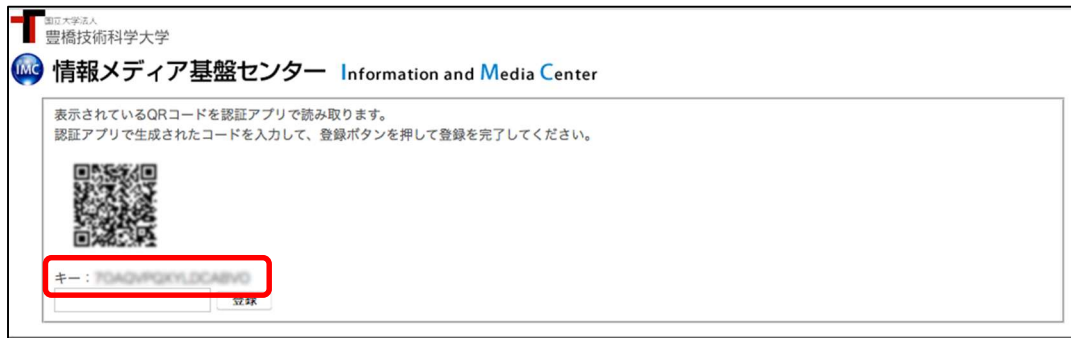 国立大学法人
豊橋技術科学大学
IMC 情報メディア基盤センター Information and Media Center
表示されているQRコードを認証アプリで読み取ります。
認証アプリで生成されたコードを入力して、登録ボタンを押して登録を完了してください。
キー：
登録